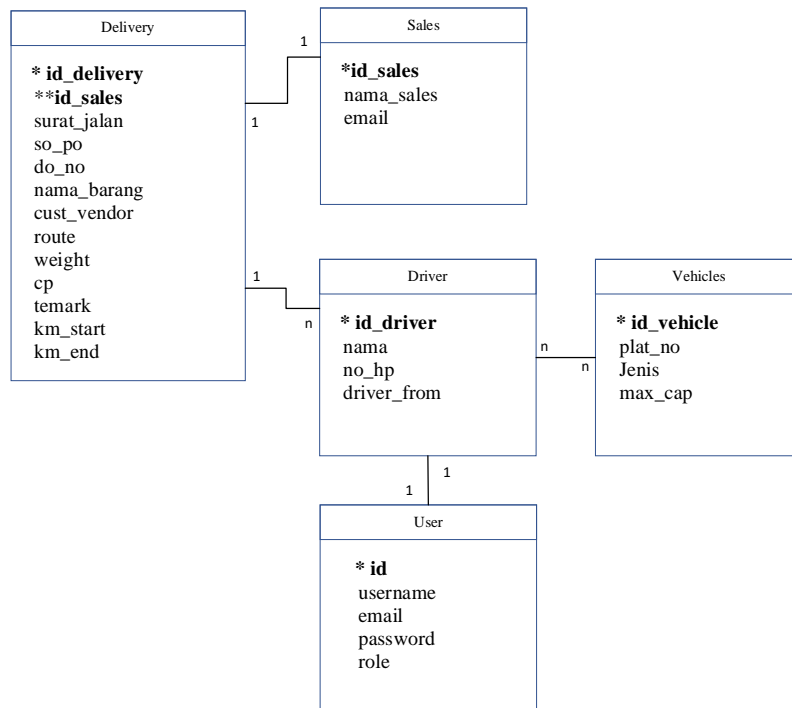 Delivery
* id_delivery
**id_sales
surat_jalan
so_po
do_no
nama_barang
cust_vendor
route
weight
cp
temark
km_start
km_end
1
1
Sales
*id_sales
nama_sales
email
1
n
Driver
* id_driver
nama
no_hp
driver_from
n
n
Vehicles
* id_vehicle
plat_no
Jenis
max_cap
1
1
User
* id
username
email
password
role